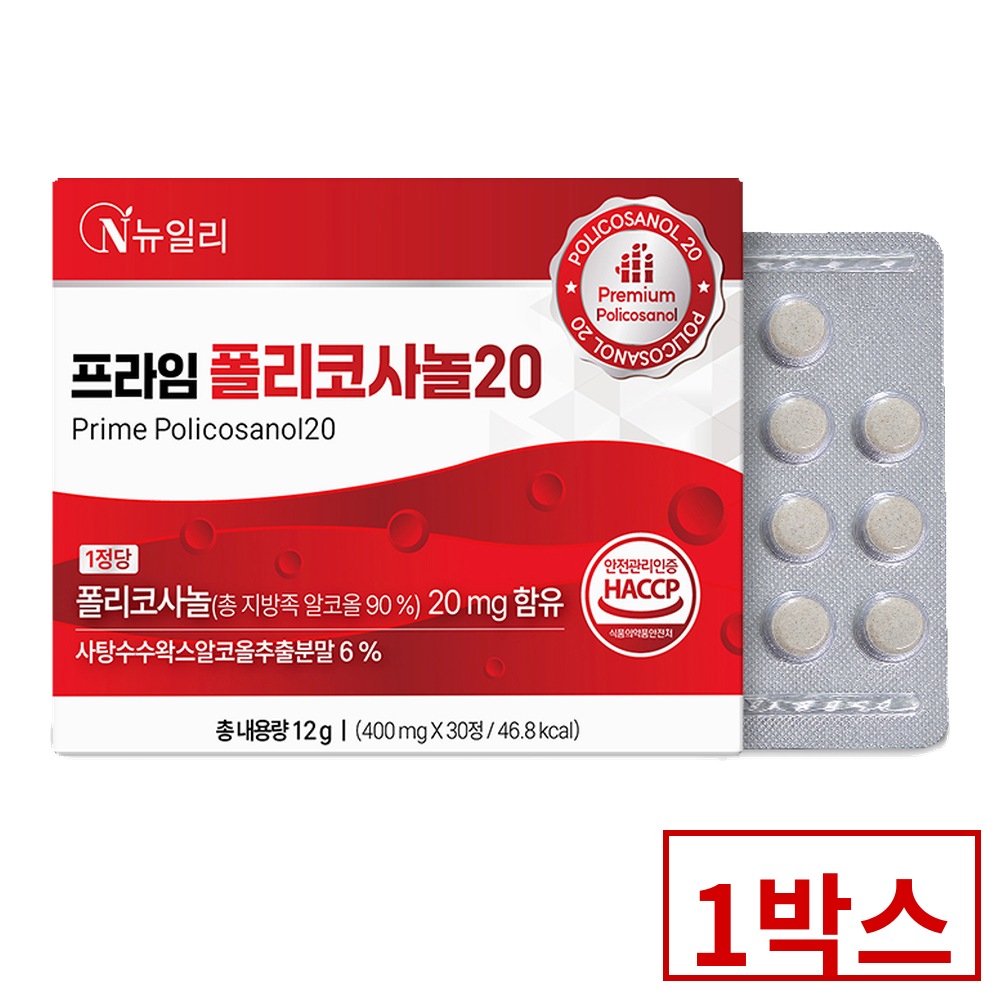 N뉴일리
POLICOSANOL 20
Premium
Policosanol
POLICOSANOL 20
프라임 폴리코사놀20
Prime Policosanol20
1정당
폴리코사놀(총 지방족 알코올 90 %) 20 mg 함유
사탕수수왁스알코올추출분말 6 %
안전관리인증
HACCP
식품의약품안전처
총 내용량 12 g | (400 mg X 30정 / 46.8 kcal)
1박스